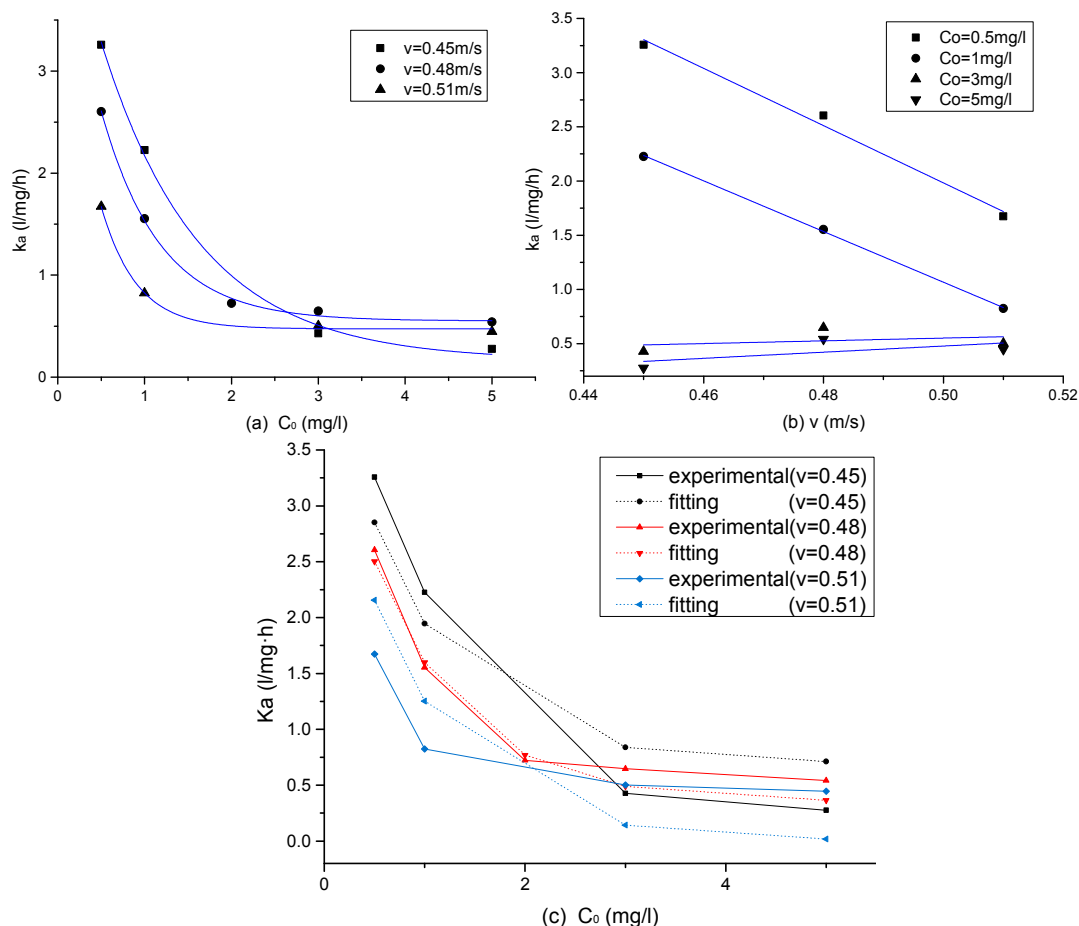 3
2
1
0
kₐ (l/mg/h)
v=0.45m/s
v=0.48m/s
v=0.51m/s
0 1 2 3 4 5
(a) C₀ (mg/l)
3.5
3.0
2.5
2.0
1.5
1.0
0.5
kₐ (l/mg/h)
Co=0.5mg/l
Co=1mg/l
Co=3mg/l
Co=5mg/l
0.44 0.46 0.48 0.50 0.52
(b) v (m/s)
3.5
3.0
2.5
2.0
1.5
1.0
0.5
0.0
Ka (l/mg·h)
experimental(v=0.45)
fitting (v=0.45)
experimental(v=0.48)
fitting (v=0.48)
experimental(v=0.51)
fitting (v=0.51)
0 2 4
(c) C₀ (mg/l)